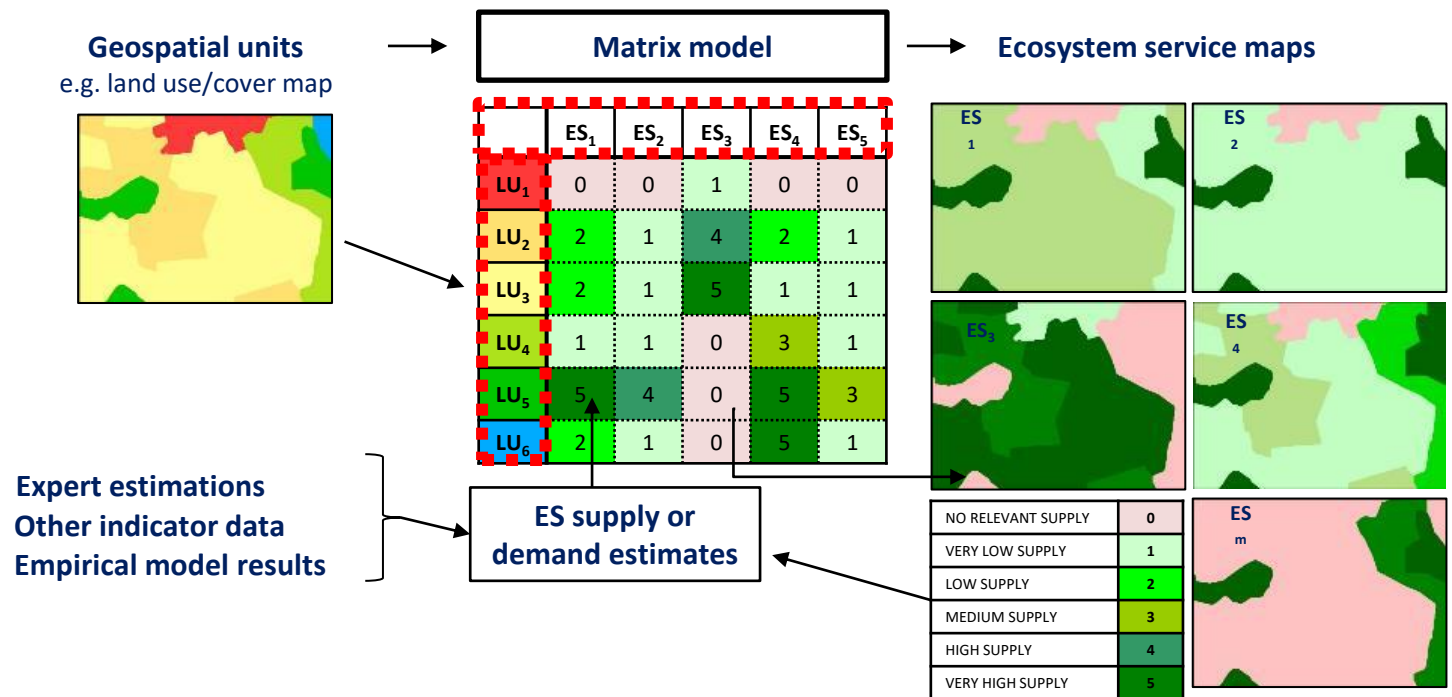 Geospatial units
e.g. land use/cover map
Matrix model
Ecosystem service maps
ES1 ES2 ES3 ES4 ES5
LU1 0 0 1 0 0
LU2 2 1 4 2 1
LU3 2 1 5 1 1
LU4 1 1 0 3 1
LU5 5 4 0 5 3
LU6 2 1 0 5 1
Expert estimations
Other indicator data
Empirical model results
ES supply or
demand estimates
ES
1
ES
2
ES3
ES
4
ES
m
NO RELEVANT SUPPLY 0
VERY LOW SUPPLY 1
LOW SUPPLY 2
MEDIUM SUPPLY 3
HIGH SUPPLY 4
VERY HIGH SUPPLY 5